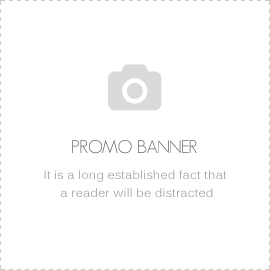 PROMO BANNER
It is a long established fact that
a reader will be distracted